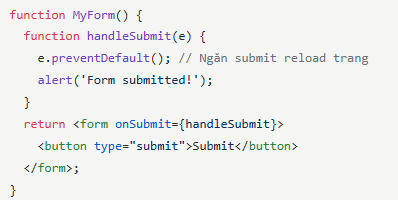 function MyForm() {
  function handleSubmit(e) {
    e.preventDefault(); // Ngăn submit reload trang
    alert('Form submitted!');
  }
  return <form onSubmit={handleSubmit}>
    <button type="submit">Submit</button>
  </form>;
}